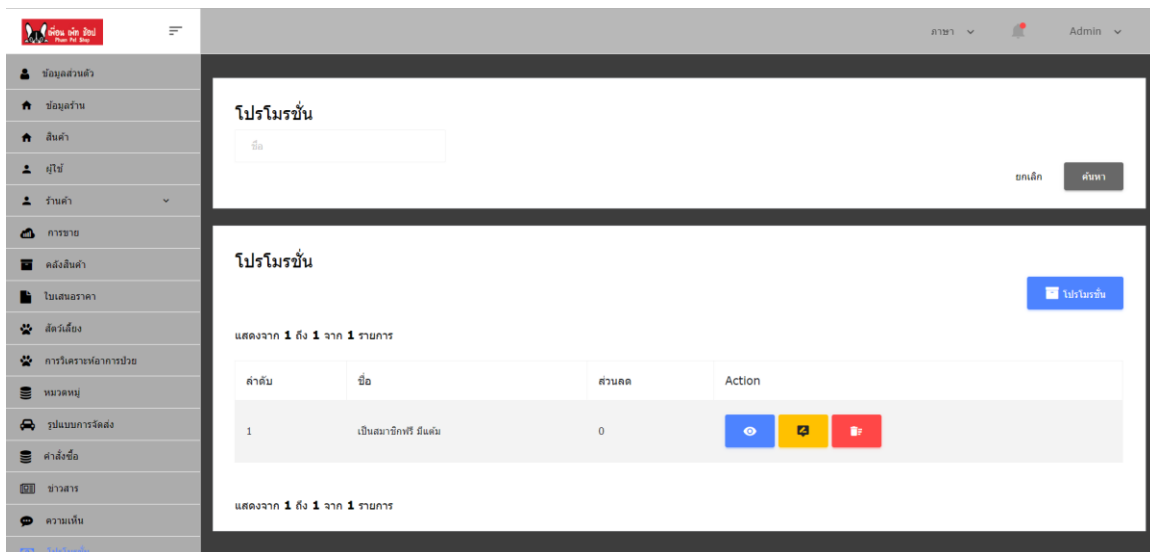 เพื่อน พัท ช็อป
Phuen Pet Shop
ภาษา
Admin
ข้อมูลส่วนตัว
ข้อมูลร้าน
สินค้า
ผู้ใช้
ร้านค้า
การขาย
คลังสินค้า
ใบเสนอราคา
สัตว์เลี้ยง
การวิเคราะห์อาการป่วย
หมวดหมู่
รูปแบบการจัดส่ง
คำสั่งซื้อ
ข่าวสาร
ความเห็น
โปรโมรชั่น
โปรโมรชั่น
ชื่อ
ยกเลิก
ค้นหา
โปรโมรชั่น
โปรโมรชั่น
แสดงจาก 1 ถึง 1 จาก 1 รายการ
ลำดับ ชื่อ ส่วนลด Action
1 เป็นสมาชิกฟรี มีแต้ม 0
แสดงจาก 1 ถึง 1 จาก 1 รายการ